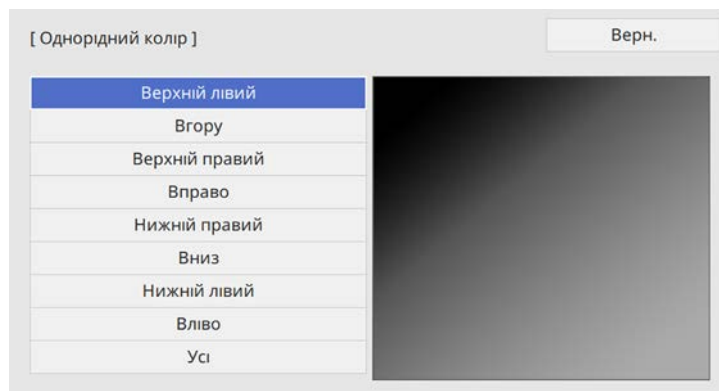 [ Однорідний колір ]
Верн.
Верхній лівий
Вгору
Верхній правий
Вправо
Нижній правий
Вниз
Нижній лівий
Вліво
Усі